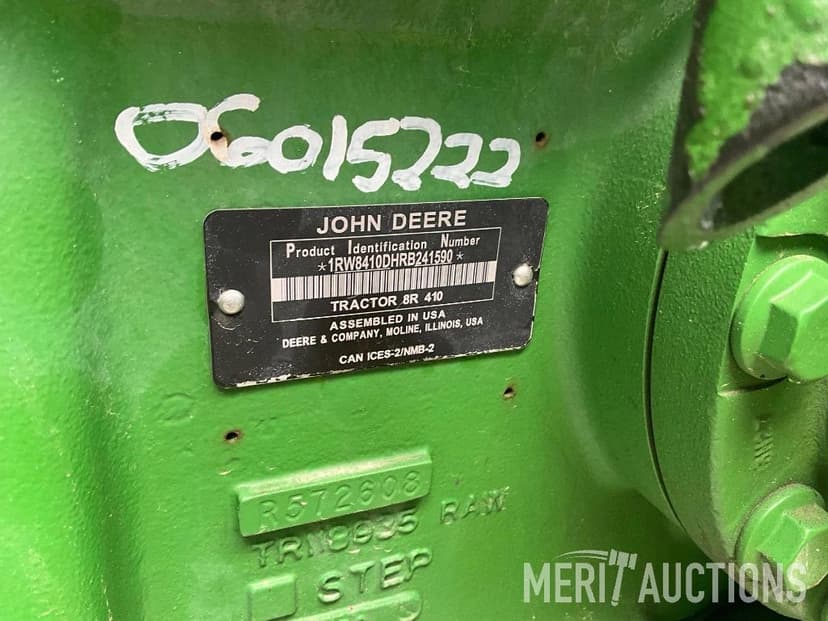 06015222
JOHN DEERE
Product Identification Number
*1RW8410DHRB241590*
TRACTOR 8R 410
ASSEMBLED IN USA
DEERE & COMPANY, MOLINE, ILLINOIS, USA
CAN ICES-2/NMB-2
R572608
RAW
STEP
MERIT AUCTIONS